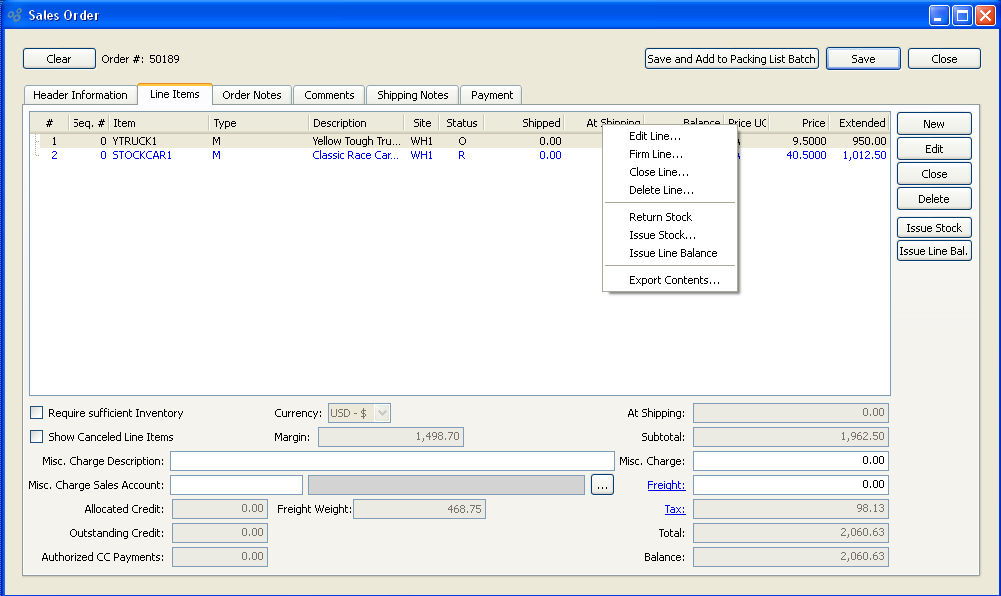 Sales Order
Clear Order #: 50189 Save and Add to Packing List Batch Save Close
Header Information Line Items Order Notes Comments Shipping Notes Payment
# Seq. # Item Type Description Site Status Shipped At Shipping Balance Price UC Price Extended
1 0 YTRUCK1 M Yellow Tough Tru... WH1 O 0.00 9.5000 950.00
2 0 STOCKCAR1 M Classic Race Car... WH1 R 0.00 40.5000 1,012.50
Edit Line...
Firm Line...
Close Line...
Delete Line...
Return Stock
Issue Stock...
Issue Line Balance
Export Contents...
New
Edit
Close
Delete
Issue Stock
Issue Line Bal.
Require sufficient Inventory Currency: USD - $ At Shipping: 0.00
Show Canceled Line Items Margin: 1,498.70 Subtotal: 1,962.50
Misc. Charge Description: Misc. Charge: 0.00
Misc. Charge Sales Account: ... Freight: 0.00
Allocated Credit: 0.00 Freight Weight: 468.75 Tax: 98.13
Outstanding Credit: 0.00 Total: 2,060.63
Authorized CC Payments: 0.00 Balance: 2,060.63